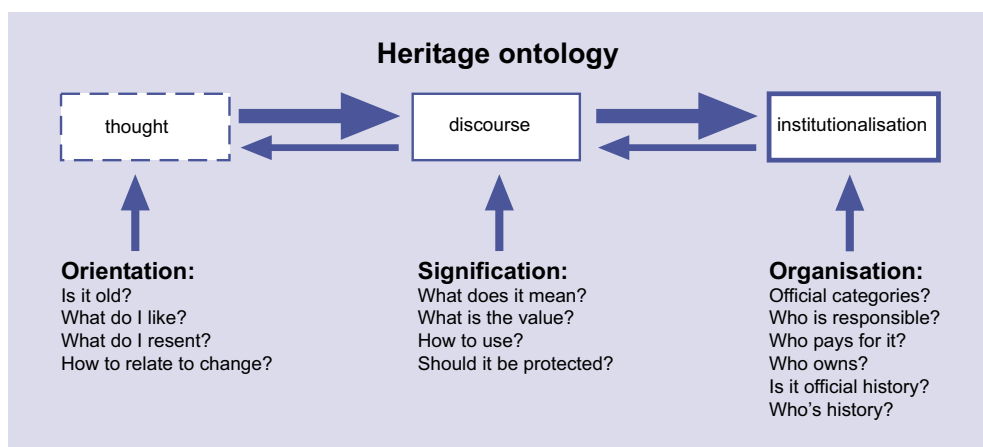 Heritage ontology
thought
discourse
institutionalisation
Orientation:
Is it old?
What do I like?
What do I resent?
How to relate to change?
Signification:
What does it mean?
What is the value?
How to use?
Should it be protected?
Organisation:
Official categories?
Who is responsible?
Who pays for it?
Who owns?
Is it official history?
Who's history?